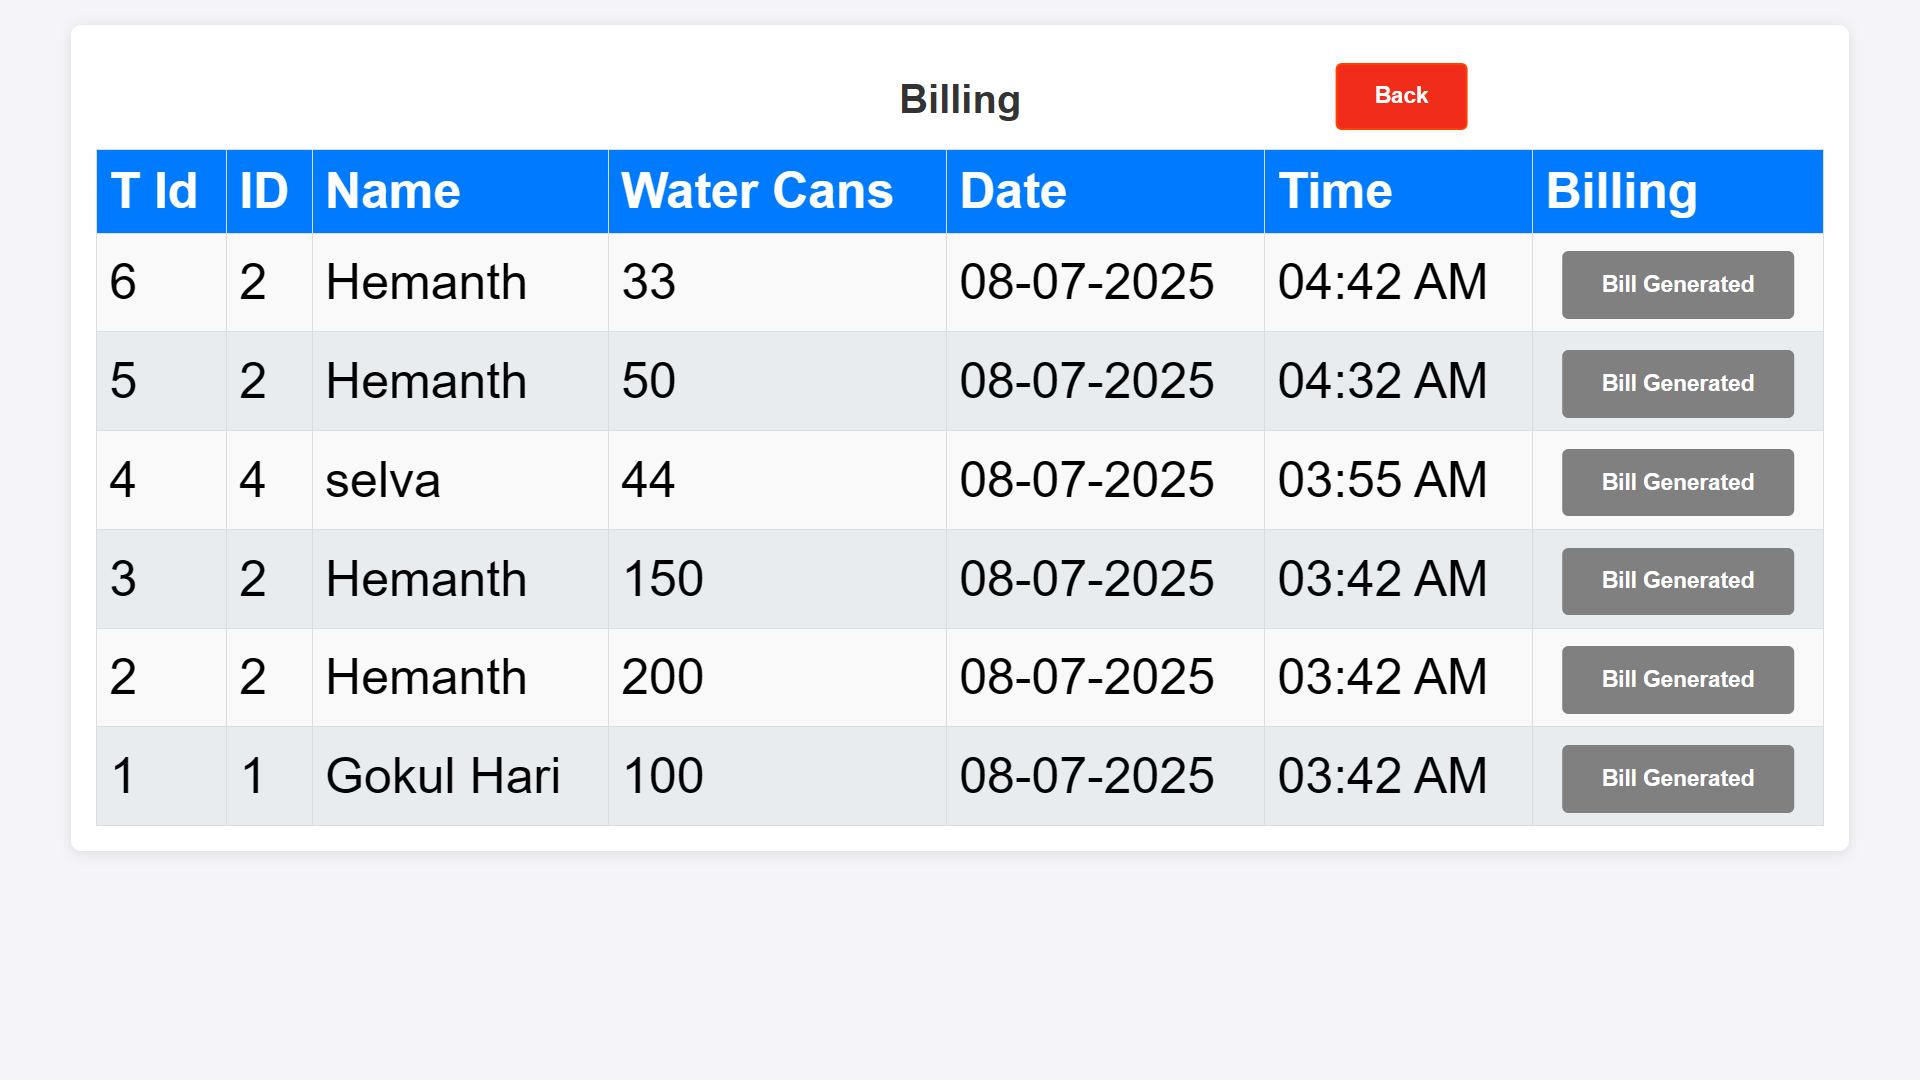 Billing
Back
T Id ID Name Water Cans Date Time Billing
6 2 Hemanth 33 08-07-2025 04:42 AM Bill Generated
5 2 Hemanth 50 08-07-2025 04:32 AM Bill Generated
4 4 selva 44 08-07-2025 03:55 AM Bill Generated
3 2 Hemanth 150 08-07-2025 03:42 AM Bill Generated
2 2 Hemanth 200 08-07-2025 03:42 AM Bill Generated
1 1 Gokul Hari 100 08-07-2025 03:42 AM Bill Generated